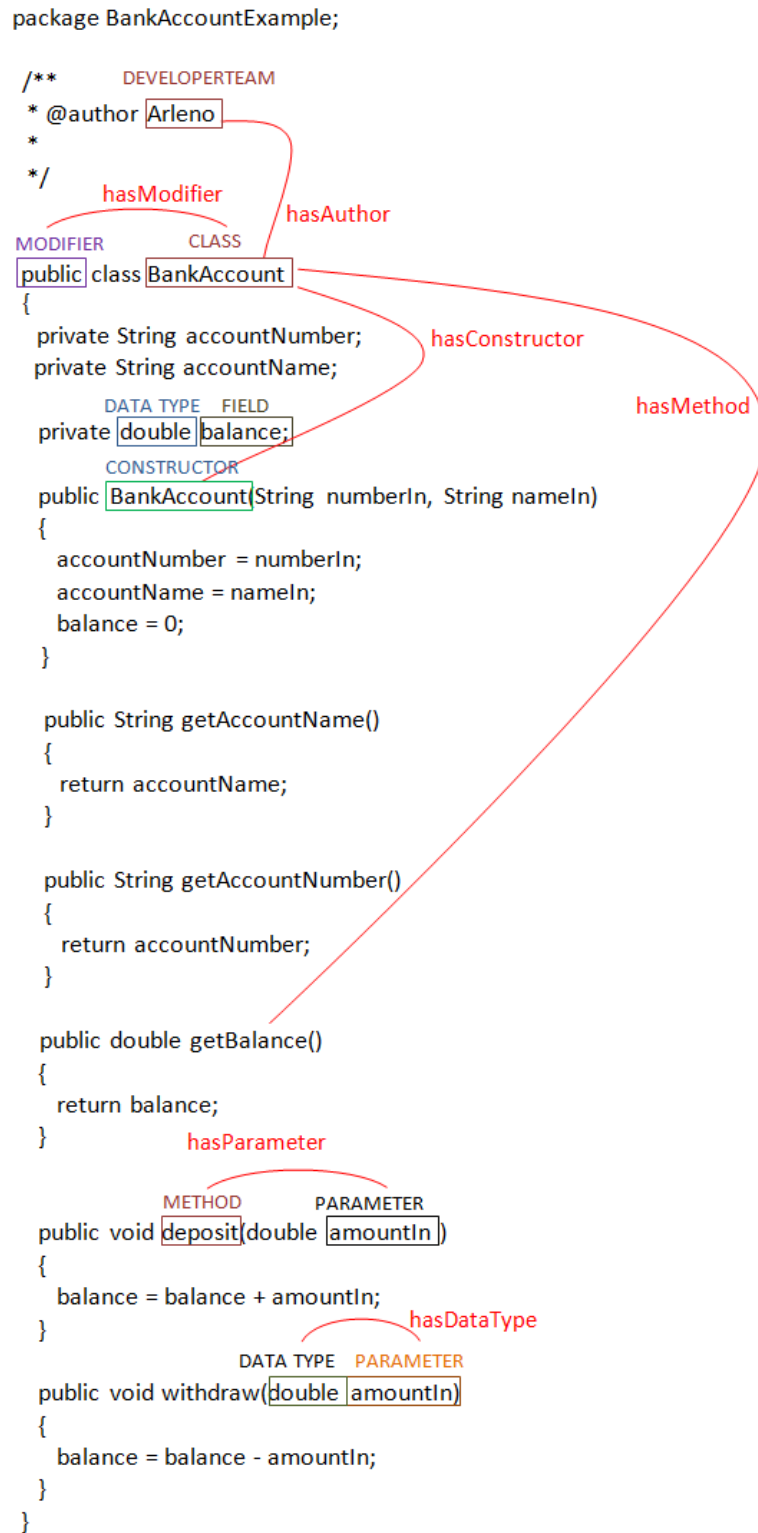 package BankAccountExample;
/** DEVELOPERTEAM
* @author Arleno
*
*/
hasModifier
hasAuthor
MODIFIER CLASS
public class BankAccount
{
private String accountNumber;
hasConstructor
private String accountName;
hasMethod
DATA TYPE FIELD
private double balance;
CONSTRUCTOR
public BankAccount(String numberIn, String nameIn)
{
accountNumber = numberIn;
accountName = nameIn;
balance = 0;
}
public String getAccountName()
{
return accountName;
}
public String getAccountNumber()
{
return accountNumber;
}
public double getBalance()
{
return balance;
}
hasParameter
METHOD PARAMETER
public void deposit(double amountIn )
{
balance = balance + amountIn;
}
hasDataType
DATA TYPE PARAMETER
public void withdraw(double amountIn)
{
balance = balance - amountIn;
}
}